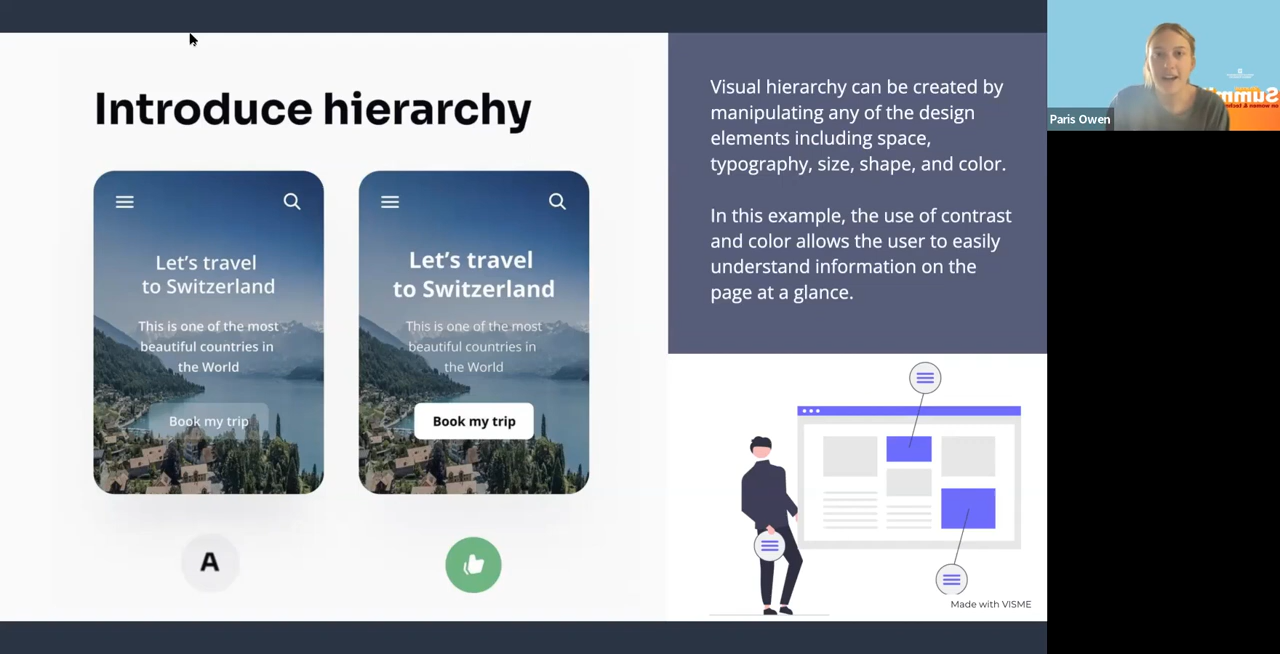 Introduce hierarchy
Let’s travel
to Switzerland
This is one of the most
beautiful countries in
the World
Book my trip
A
Let’s travel
to Switzerland
This is one of the most
beautiful countries in
the World
Book my trip
Visual hierarchy can be created by
manipulating any of the design
elements including space,
typography, size, shape, and color.
In this example, the use of contrast
and color allows the user to easily
understand information on the
page at a glance.
Made with VISME
Paris Owen